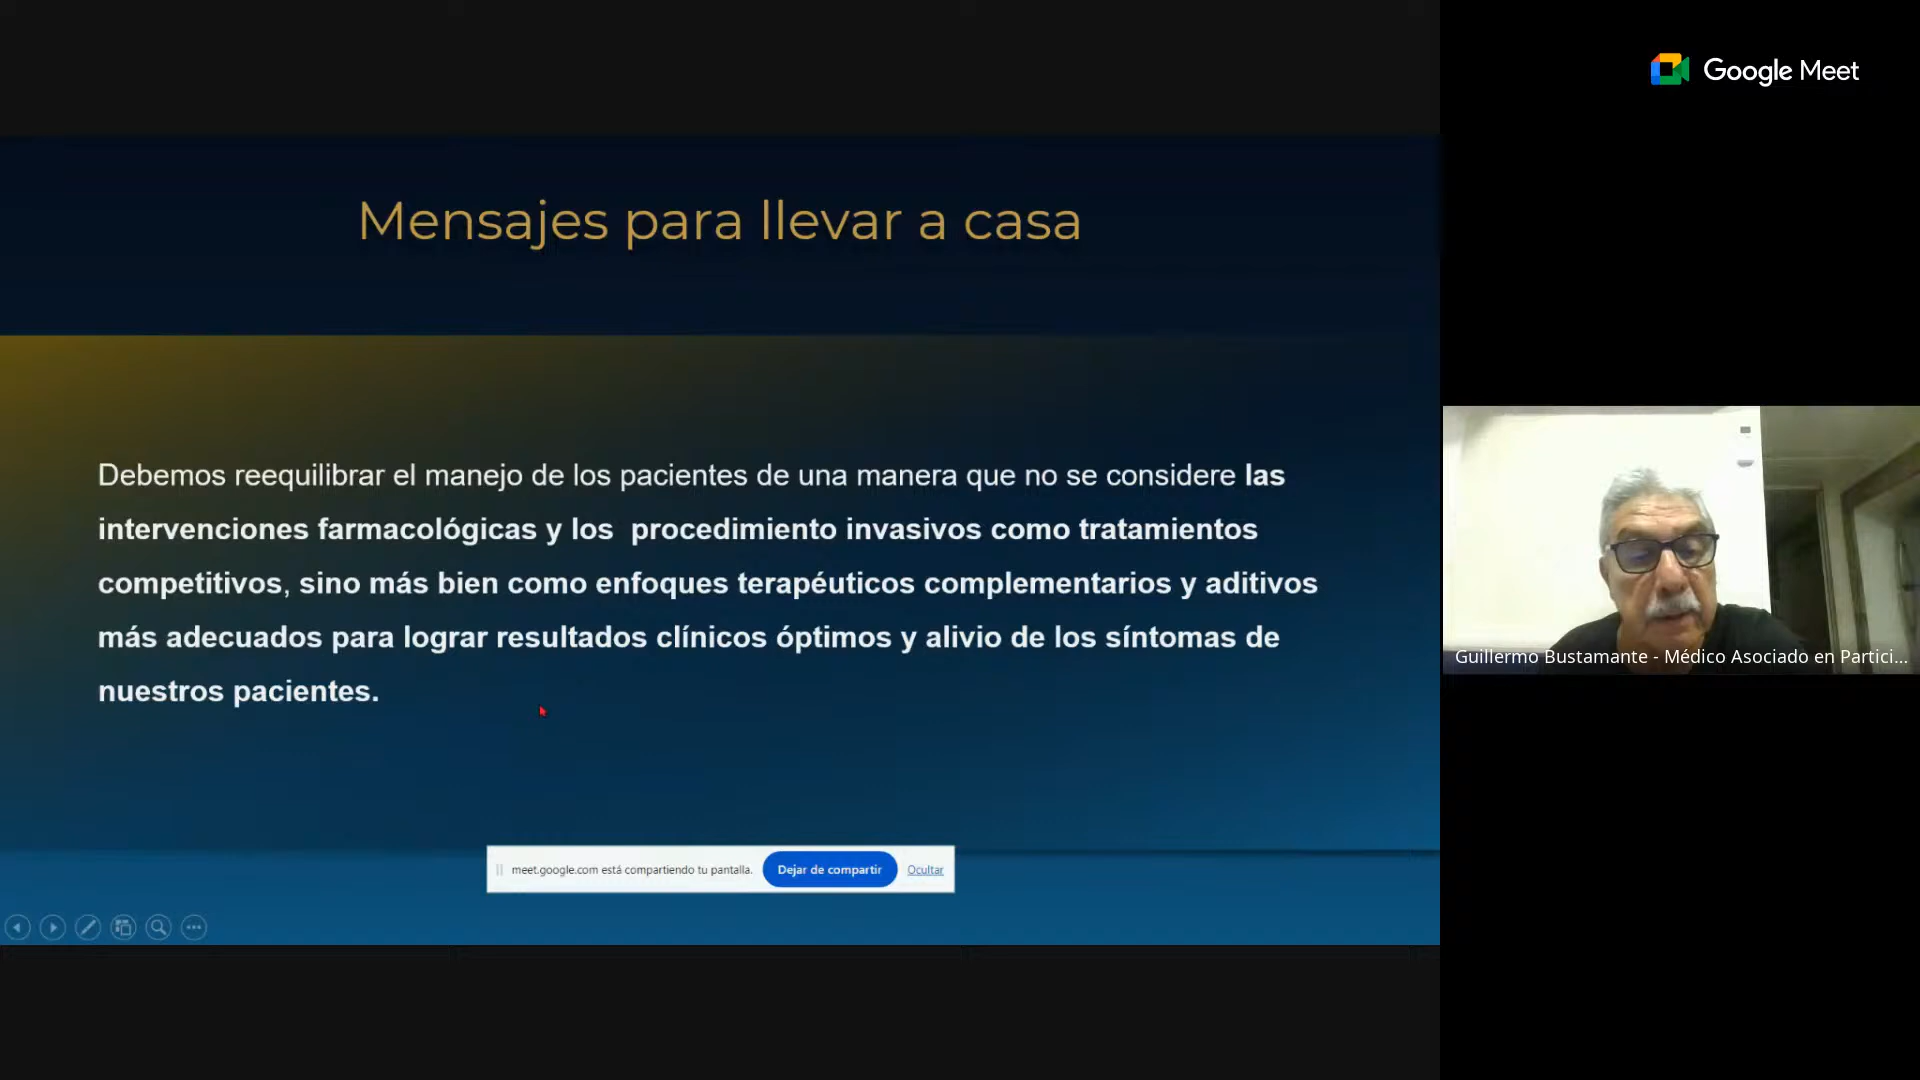 Google Meet
Mensajes para llevar a casa
Debemos reequilibrar el manejo de los pacientes de una manera que no se considere las
intervenciones farmacológicas y los  procedimiento invasivos como tratamientos
competitivos, sino más bien como enfoques terapéuticos complementarios y aditivos
más adecuados para lograr resultados clínicos óptimos y alivio de los síntomas de
nuestros pacientes.
Guillermo Bustamante - Médico Asociado en Partici...
meet.google.com está compartiendo tu pantalla.
Dejar de compartir
Ocultar